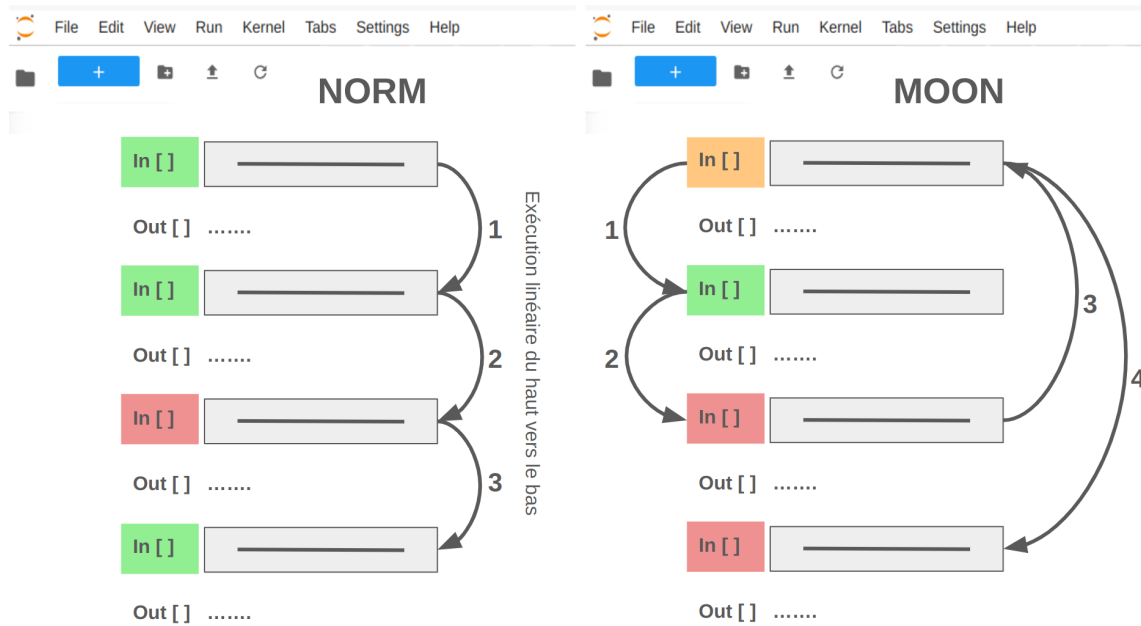 File Edit View Run Kernel Tabs Settings Help
+
NORM
In [ ]
Out [ ] .......
In [ ]
Out [ ] .......
In [ ]
Out [ ] .......
In [ ]
Out [ ] .......
1
2
3
Exécution linéaire du haut vers le bas
File Edit View Run Kernel Tabs Settings Help
+
MOON
In [ ]
Out [ ] .......
In [ ]
Out [ ] .......
In [ ]
Out [ ] .......
In [ ]
Out [ ] .......
1
2
3
4